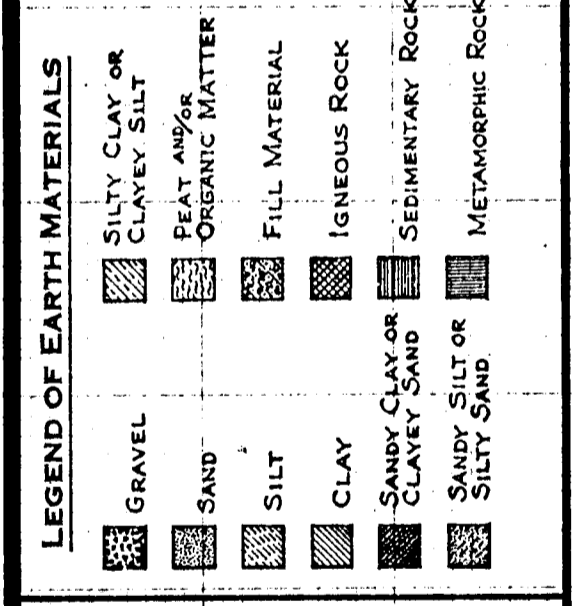 LEGEND OF EARTH MATERIALS
GRAVEL
SAND
SILT
CLAY
SANDY CLAY OR
CLAYEY SAND
SANDY SILT OR
SILTY SAND
SILTY CLAY OR
CLAYEY SILT
PEAT AND/OR
ORGANIC MATTER
FILL MATERIAL
IGNEOUS ROCK
SEDIMENTARY ROCK
METAMORPHIC ROCK